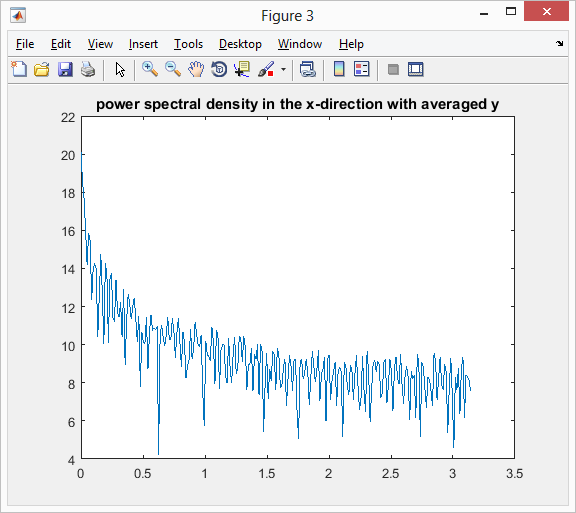 Figure 3
File Edit View Insert Tools Desktop Window Help
power spectral density in the x-direction with averaged y
22
20
18
16
14
12
10
8
6
4
0 0.5 1 1.5 2 2.5 3 3.5